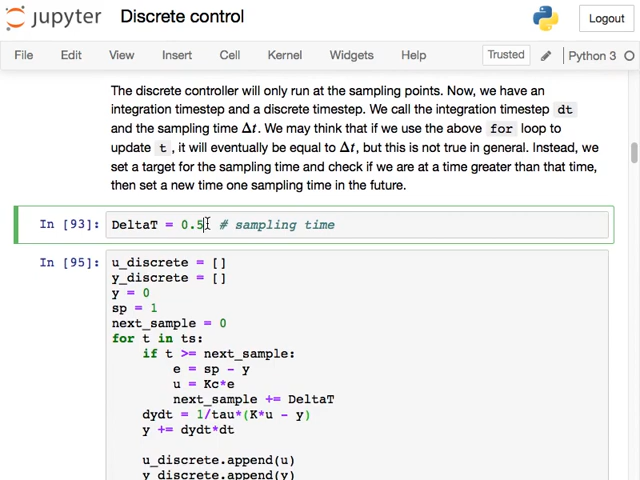 jupyter Discrete control Logout
File Edit View Insert Cell Kernel Widgets Help Trusted Python 3
The discrete controller will only run at the sampling points. Now, we have an
integration timestep and a discrete timestep. We call the integration timestep dt
and the sampling time Δt. We may think that if we use the above for loop to
update t, it will eventually be equal to Δt, but this is not true in general. Instead, we
set a target for the sampling time and check if we are at a time greater than that time,
then set a new time one sampling time in the future.
In [93]: DeltaT = 0.5 # sampling time
In [95]: u_discrete = []
y_discrete = []
y = 0
sp = 1
next_sample = 0
for t in ts:
if t >= next_sample:
e = sp - y
u = Kc*e
next_sample += DeltaT
dydt = 1/tau*(K*u - y)
y += dydt*dt
u_discrete.append(u)
y_discrete.append(y)